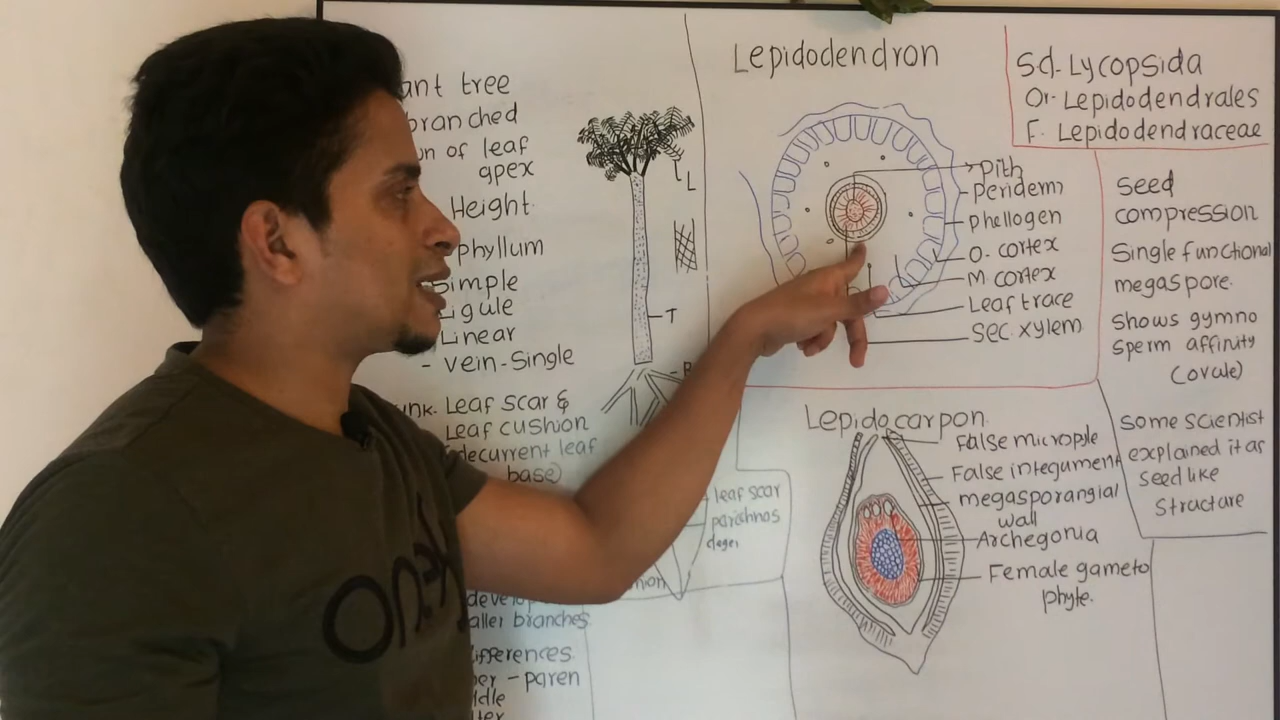 ant tree
branched
n of leaf
apex
Height
phyllum
Simple
Ligule
Linear
- vein-Single
unk. Leaf scar &
Leaf cushion
(decurrent leaf
base)
aller branches
ifferences.
- paren
L
T
leaf scar
parichnos
Lepidodendron
Pith
Periderm
phellogen
O. cortex
M. cortex
Leaf trace
Sec. xylem
Sd- Lycopsida
Or- Lepidodendrales
F. Lepidodendraceae
Seed
compression
Single functional
megaspore.
Shows gymno
sperm affinity
(ovule)
Some scientist
explained it as
seed like
Structure
Lepidocarpon
False micropyle
False integument
megasporangial
wall
Archegonia
Female gameto
phyte.